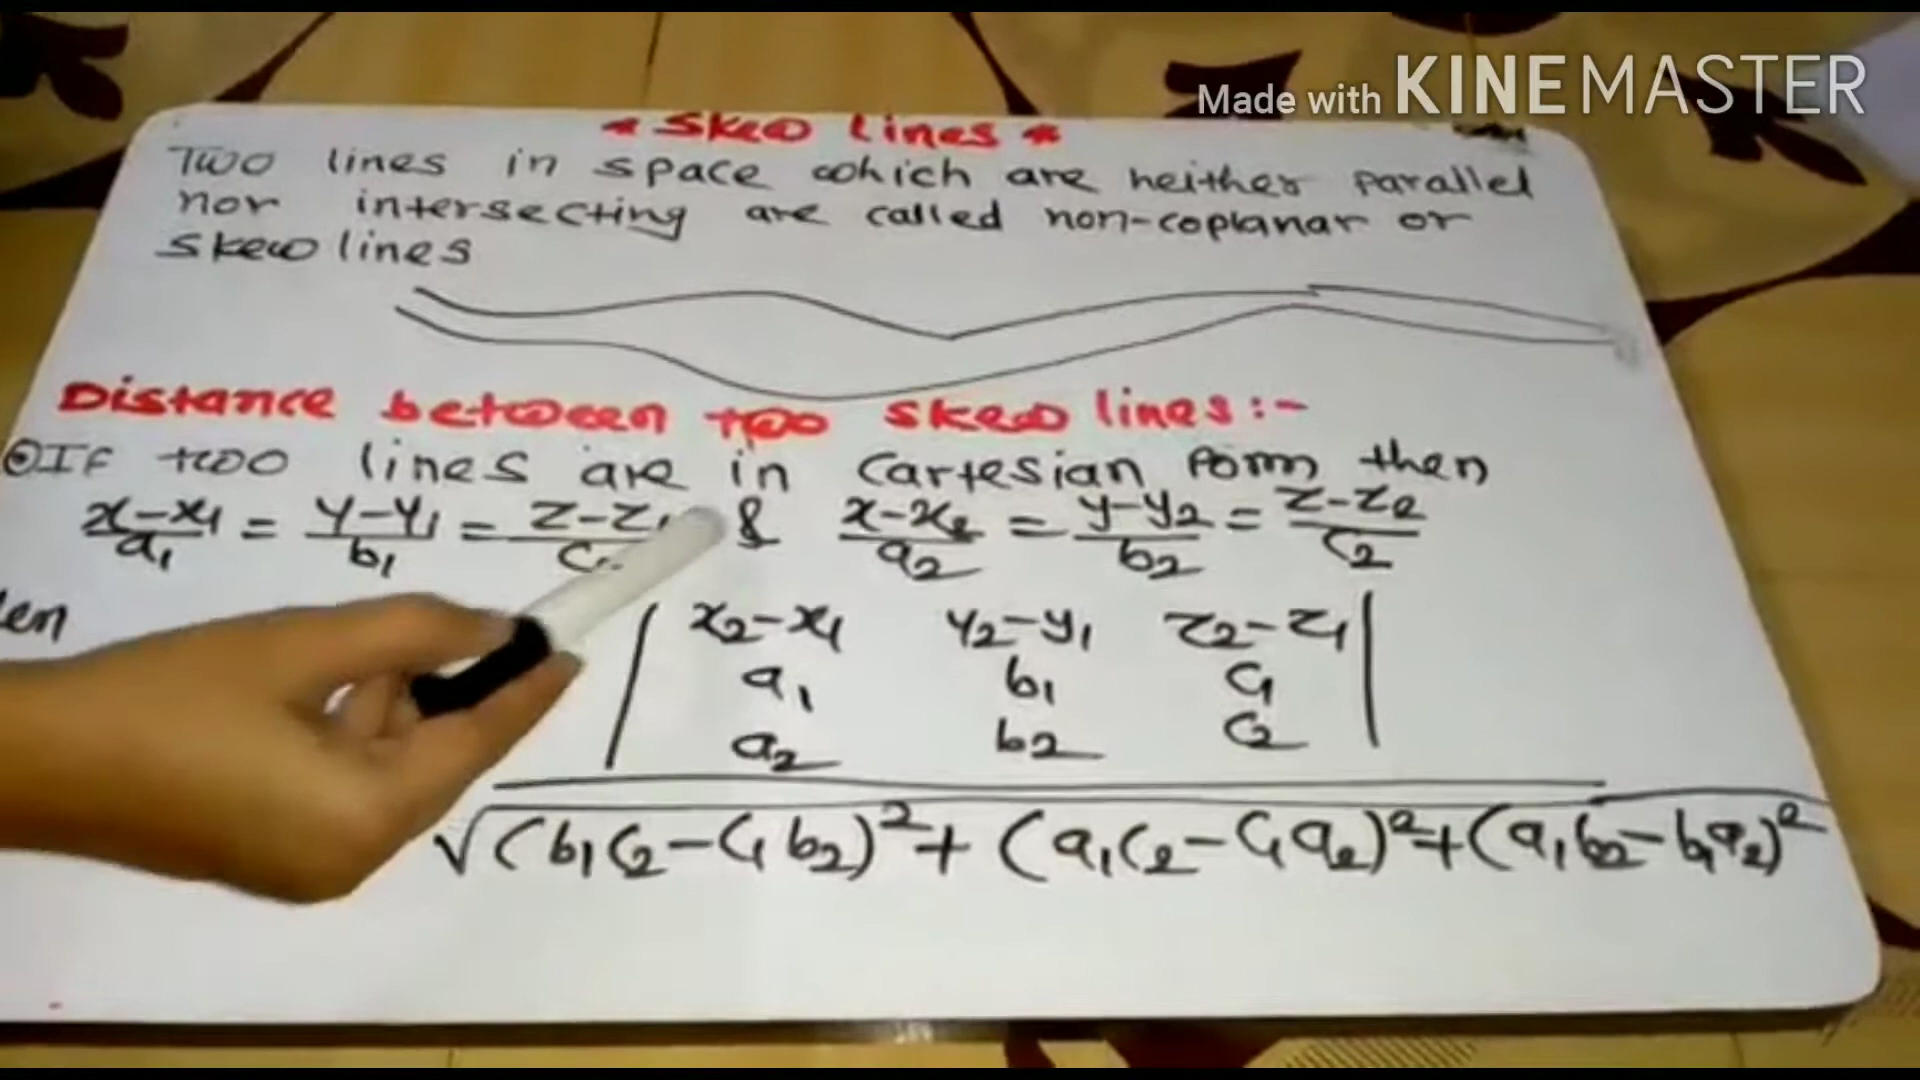 Made with KINEMASTER
* Skew lines *
Two lines in space which are neither parallel
nor intersecting are called non-coplanar or
skew lines
Distance between two skew lines:-
If two lines are in Cartesian form then
x-x1/a1 = y-y1/b1 = z-z1/c1 & x-x2/a2 = y-y2/b2 = z-z2/c2
| x2-x1 y2-y1 z2-z1 |
a1 b1 c1
a2 b2 c2
√(b1c2-c1b2)²+(a1c2-c1a2)²+(a1b2-b1a2)²